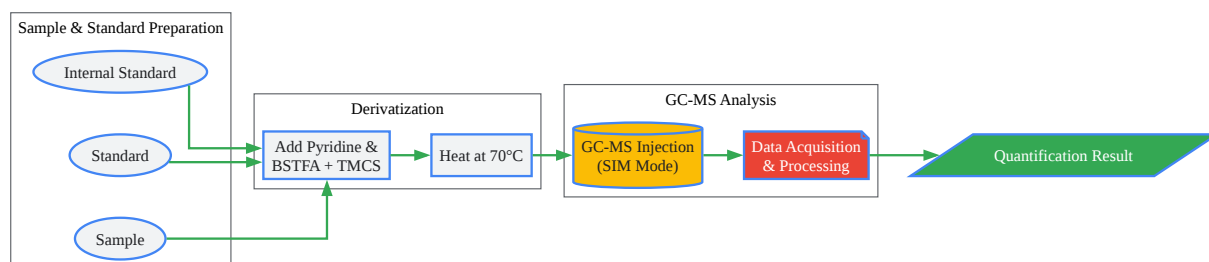 Sample & Standard Preparation
Internal Standard
Standard
Sample
Derivatization
Add Pyridine &
BSTFA + TMCS
Heat at 70°C
GC-MS Analysis
GC-MS Injection
(SIM Mode)
Data Acquisition
& Processing
Quantification Result